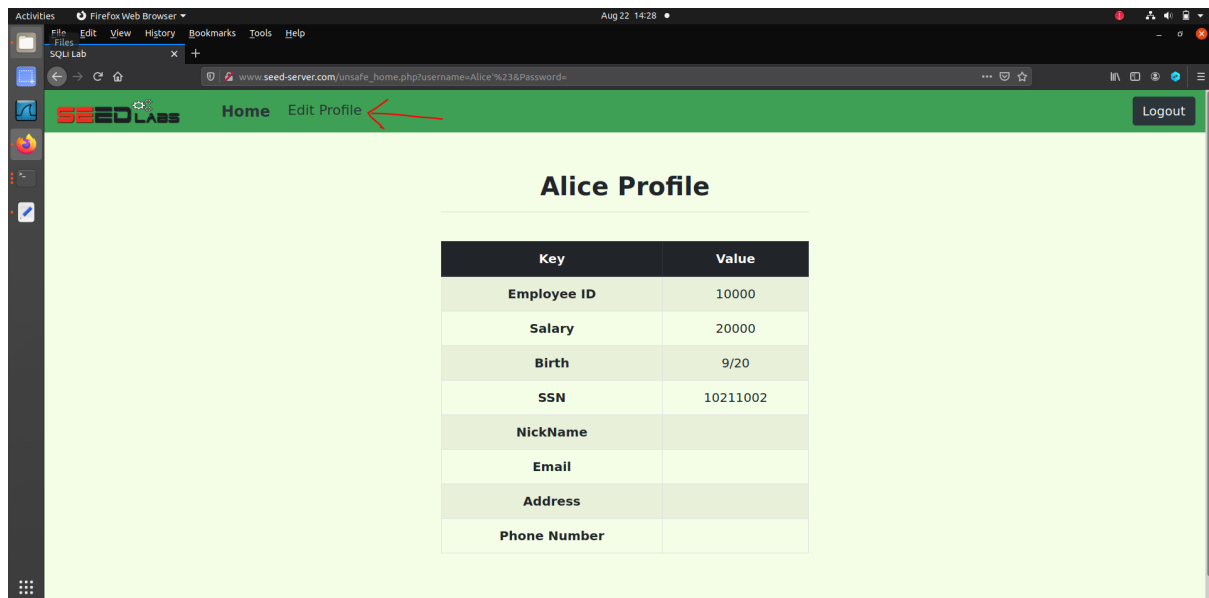 Activities Firefox Web Browser Aug 22 14:28
File Edit View History Bookmarks Tools Help
Files
SQLi Lab
www.seed-server.com/unsafe_home.php?username=Alice'%23&Password=
SEEDLABS Home Edit Profile Logout
Alice Profile
Key Value
Employee ID 10000
Salary 20000
Birth 9/20
SSN 10211002
NickName
Email
Address
Phone Number